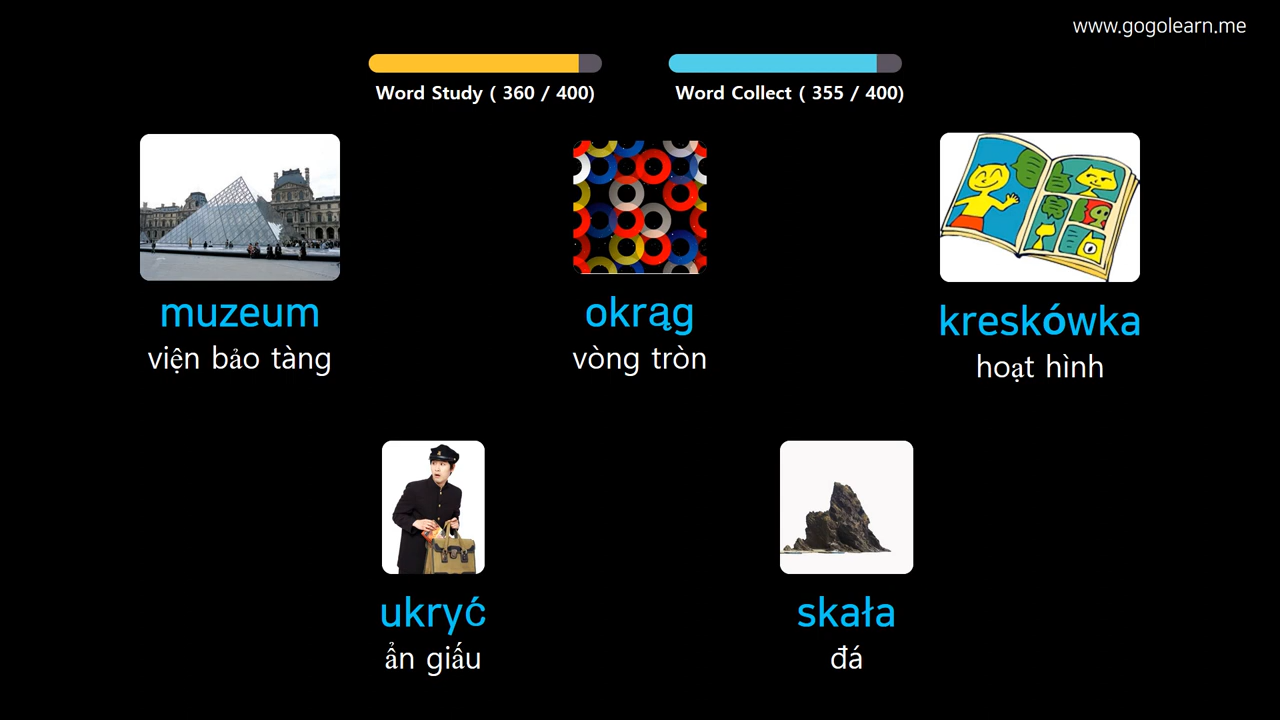 www.gogolearn.me
Word Study ( 360 / 400)
Word Collect ( 355 / 400)
muzeum
viện bảo tàng
okrąg
vòng tròn
kreskówka
hoạt hình
ukryć
ẩn giấu
skała
đá